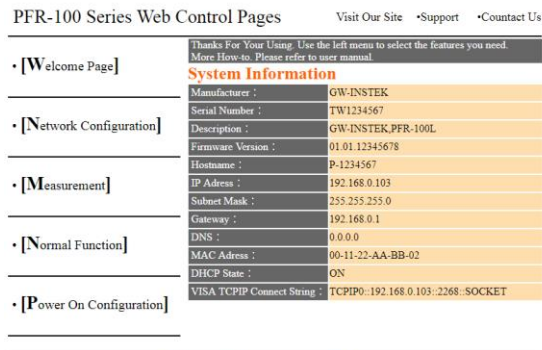 PFR-100 Series Web Control Pages
Visit Our Site •Support •Countact Us
• [Welcome Page]
• [Network Configuration]
• [Measurement]
• [Normal Function]
• [Power On Configuration]
Thanks For Your Using. Use the left menu to select the features you need.
More How-to. Please refer to user manual.
System Information
Manufacturer： GW-INSTEK
Serial Number： TW1234567
Description： GW-INSTEK,PFR-100L
Firmware Version： 01.01.12345678
Hostname： P-1234567
IP Adress： 192.168.0.103
Subnet Mask： 255.255.255.0
Gateway： 192.168.0.1
DNS： 0.0.0.0
MAC Adress： 00-11-22-AA-BB-02
DHCP State： ON
VISA TCPIP Connect String： TCPIP0::192.168.0.103::2268::SOCKET